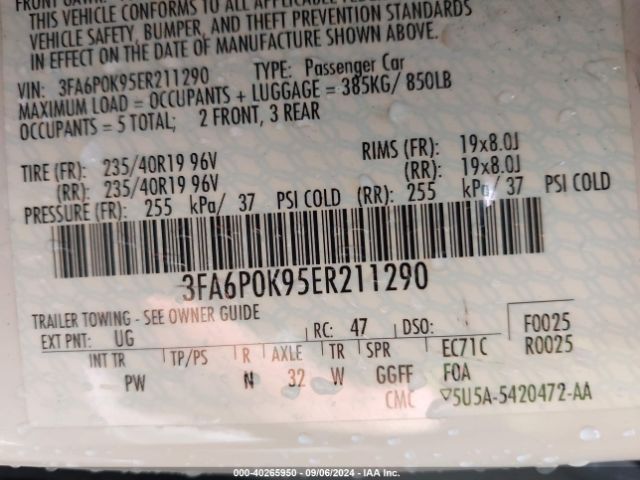 THIS VEHICLE CONFORMS TO ALL APPLICABLE
VEHICLE SAFETY, BUMPER, AND THEFT PREVENTION STANDARDS
IN EFFECT ON THE DATE OF MANUFACTURE SHOWN ABOVE.
VIN: 3FA6P0K95ER211290 TYPE: Passenger Car
MAXIMUM LOAD = OCCUPANTS + LUGGAGE = 385KG/ 850LB
OCCUPANTS = 5 TOTAL; 2 FRONT, 3 REAR
TIRE (FR): 235/40R19 96V RIMS (FR): 19x8.0J
(RR): 235/40R19 96V (RR): 19x8.0J
PRESSURE (FR): 255 kPa/ 37 PSI COLD (RR): 255 kPa/ 37 PSI COLD
3FA6P0K95ER211290
TRAILER TOWING - SEE OWNER GUIDE
EXT PNT: UG RC: 47 DSO: F0025
R0025
INT TR TP/PS R AXLE TR SPR EC71C
PW N 32 W GGFF F0A
CMC ▽5U5A-5420472-AA
000-40265950 - 09/06/2024 - IAA Inc.